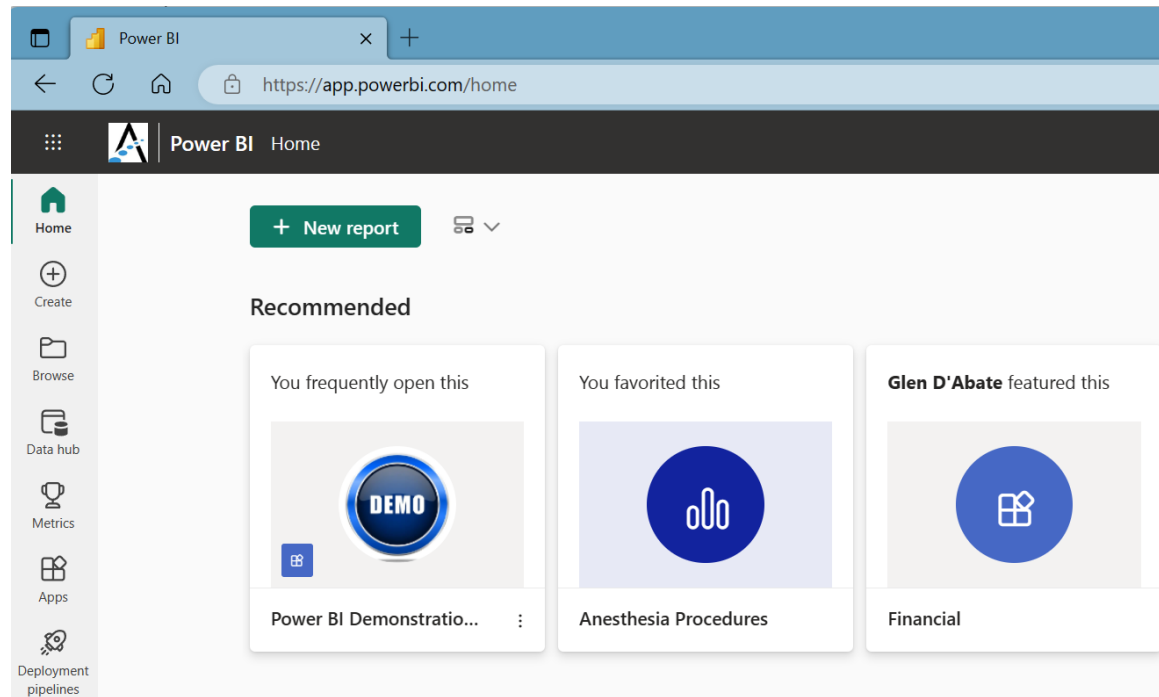 Power BI
https://app.powerbi.com/home
Power BI Home
Home
Create
Browse
Data hub
Metrics
Apps
Deployment
pipelines
+ New report
Recommended
You frequently open this
DEMO
Power BI Demonstratio...
You favorited this
Anesthesia Procedures
Glen D'Abate featured this
Financial